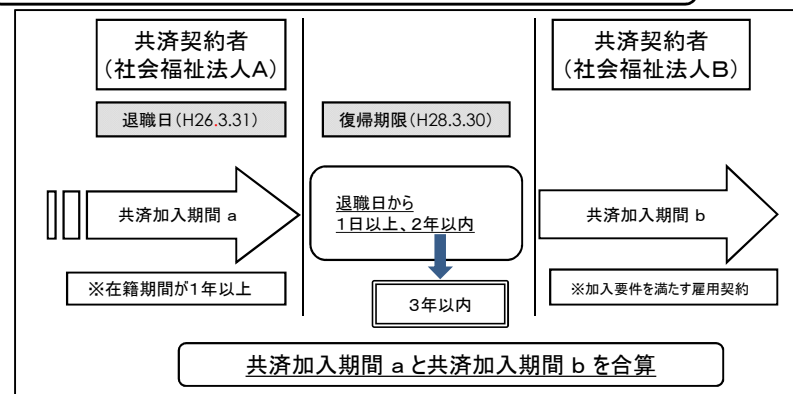 共済契約者
(社会福祉法人A)
共済契約者
(社会福祉法人B)
退職日(H26.3.31)
復帰期限(H28.3.30)
共済加入期間 a
退職日から
1日以上、2年以内
共済加入期間 b
※在籍期間が1年以上
3年以内
※加入要件を満たす雇用契約
共済加入期間 a と共済加入期間 b を合算